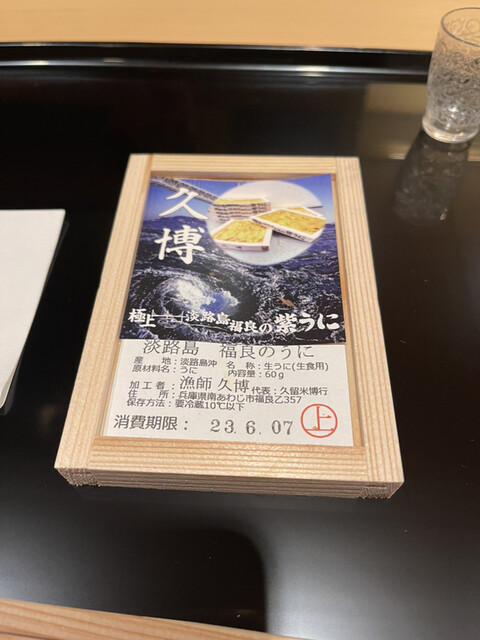 久博
極上 淡路島福良の紫うに
淡路島 福良のうに
産 地：淡路島沖 名 称：生うに(生食用)
原材料名：うに 内容量：60g
加工者：漁師 久博 代表：久留米博行
住 所：兵庫県南あわじ市福良乙357
保存方法：要冷蔵10℃以下
消費期限： 23.6.07 上